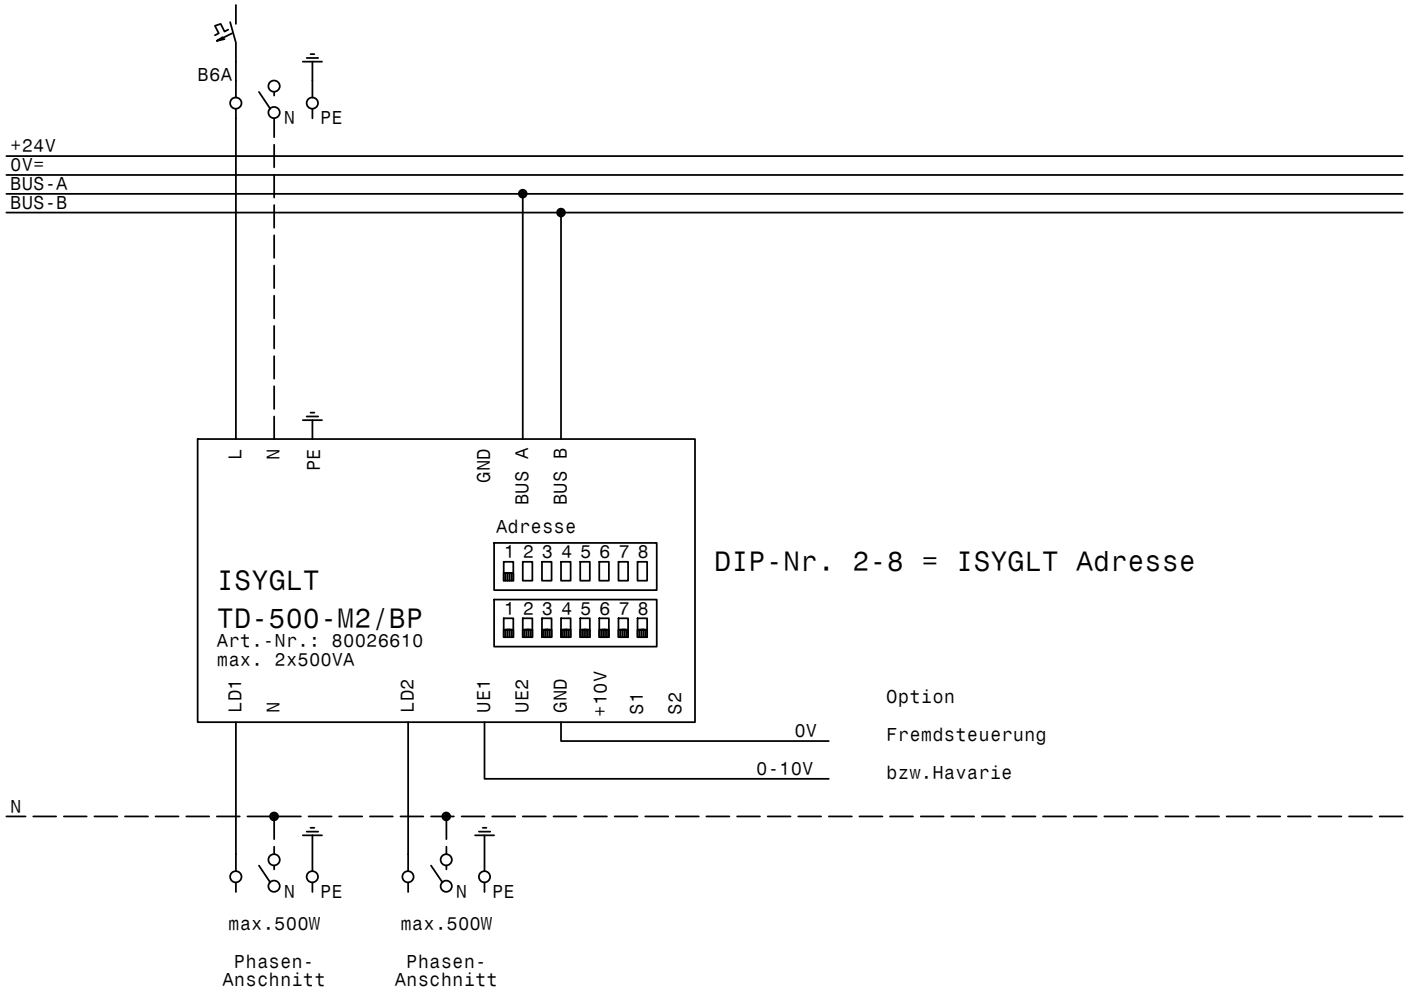 B6A
N
PE
+24V
0V=
BUS-A
BUS-B
L
N
PE
GND
BUS A
BUS B
Adresse
1 2 3 4 5 6 7 8
DIP-Nr. 2-8 = ISYGLT Adresse
ISYGLT
1 2 3 4 5 6 7 8
TD-500-M2/BP
Art.-Nr.: 80026610
max. 2x500VA
LD1
N
LD2
UE1
UE2
GND
+10V
S1
S2
Option
0V
Fremdsteuerung
0-10V
bzw.Havarie
N
N
PE
N
PE
max.500W
max.500W
Phasen-
Anschnitt
Phasen-
Anschnitt